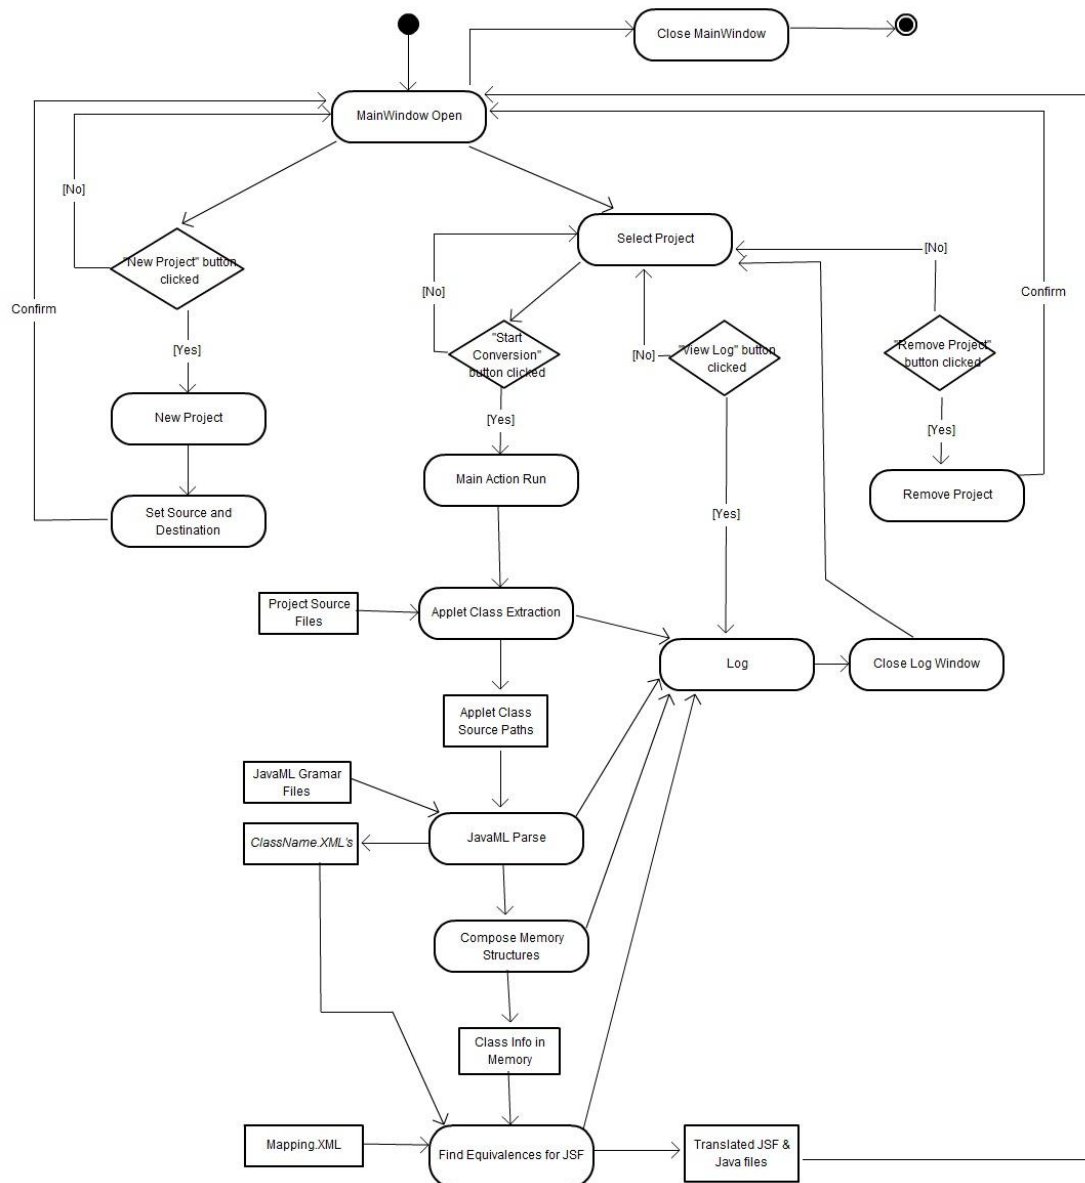 Close MainWindow
MainWindow Open
[No]
Select Project
"New Project" button
clicked
[No]
[No]
Confirm
Confirm
"Start
Conversion"
button clicked
"View Log" button
clicked
[No]
"Remove Project"
button clicked
[Yes]
New Project
[Yes]
[Yes]
Main Action Run
Remove Project
Set Source and
Destination
[Yes]
Project Source
Files
Applet Class Extraction
Log
Close Log Window
Applet Class
Source Paths
JavaML Gramar
Files
JavaML Parse
ClassName.XML's
Compose Memory
Structures
Class Info in
Memory
Mapping.XML
Find Equivalences for JSF
Translated JSF &
Java files